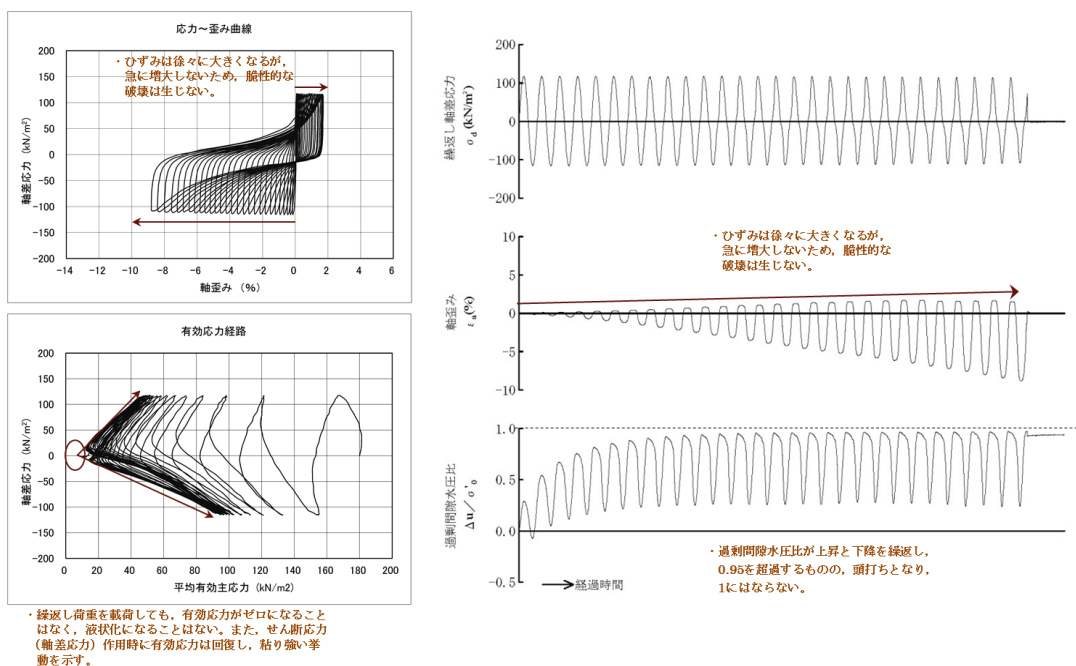 応力～歪み曲線
・ひずみは徐々に大きくなるが，
急に増大しないため，脆性的な
破壊は生じない。
軸差応力（kN/m²）
200
150
100
50
0
-50
-100
-150
-200
-14 -12 -10 -8 -6 -4 -2 0 2 4 6
軸歪み （%）
有効応力経路
軸差応力（kN/m²）
200
150
100
50
0
-50
-100
-150
-200
0 20 40 60 80 100 120 140 160 180 200
平均有効主応力（kN/m2）
・繰返し荷重を載荷しても，有効応力がゼロになること
はなく，液状化になることはない。また，せん断応力
（軸差応力）作用時に有効応力は回復し，粘り強い挙
動を示す。
繰返し軸差応力
σd (kN/m²)
200
100
0
-100
-200
・ひずみは徐々に大きくなるが，
急に増大しないため，脆性的な
破壊は生じない。
軸歪み
εa(%)
10
5
0
-5
-10
過剰間隙水圧比
Δu／σ'0
1.0
0.5
0.0
-0.5
経過時間
・過剰間隙水圧比が上昇と下降を繰返し，
0.95を超過するものの，頭打ちとなり，
1にはならない。